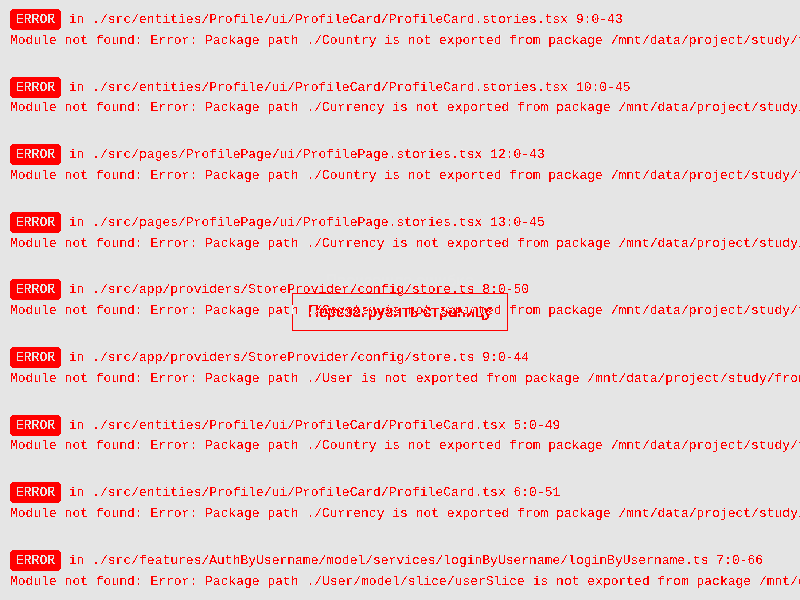 ERROR in ./src/entities/Profile/ui/ProfileCard/ProfileCard.stories.tsx 9:0-43
Module not found: Error: Package path ./Country is not exported from package /mnt/data/project/study/
ERROR in ./src/entities/Profile/ui/ProfileCard/ProfileCard.stories.tsx 10:0-45
Module not found: Error: Package path ./Currency is not exported from package /mnt/data/project/study
ERROR in ./src/pages/ProfilePage/ui/ProfilePage.stories.tsx 12:0-43
Module not found: Error: Package path ./Country is not exported from package /mnt/data/project/study/
ERROR in ./src/pages/ProfilePage/ui/ProfilePage.stories.tsx 13:0-45
Module not found: Error: Package path ./Currency is not exported from package /mnt/data/project/study
ERROR in ./src/app/providers/StoreProvider/config/store.ts 8:0-50
Module not found: Error: Package path from package /mnt/data/project/study/
Перезагрузить страницу
ERROR in ./src/app/providers/StoreProvider/config/store.ts 9:0-44
Module not found: Error: Package path ./User is not exported from package /mnt/data/project/study/fro
ERROR in ./src/entities/Profile/ui/ProfileCard/ProfileCard.tsx 5:0-49
Module not found: Error: Package path ./Country is not exported from package /mnt/data/project/study/
ERROR in ./src/entities/Profile/ui/ProfileCard/ProfileCard.tsx 6:0-51
Module not found: Error: Package path ./Currency is not exported from package /mnt/data/project/study
ERROR in ./src/features/AuthByUsername/model/services/loginByUsername/loginByUsername.ts 7:0-66
Module not found: Error: Package path ./User/model/slice/userSlice is not exported from package /mnt/